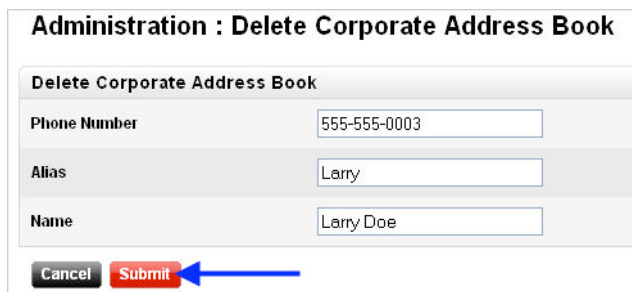 Administration : Delete Corporate Address Book
Delete Corporate Address Book
Phone Number 555-555-0003
Alias Larry
Name Larry Doe
Cancel Submit